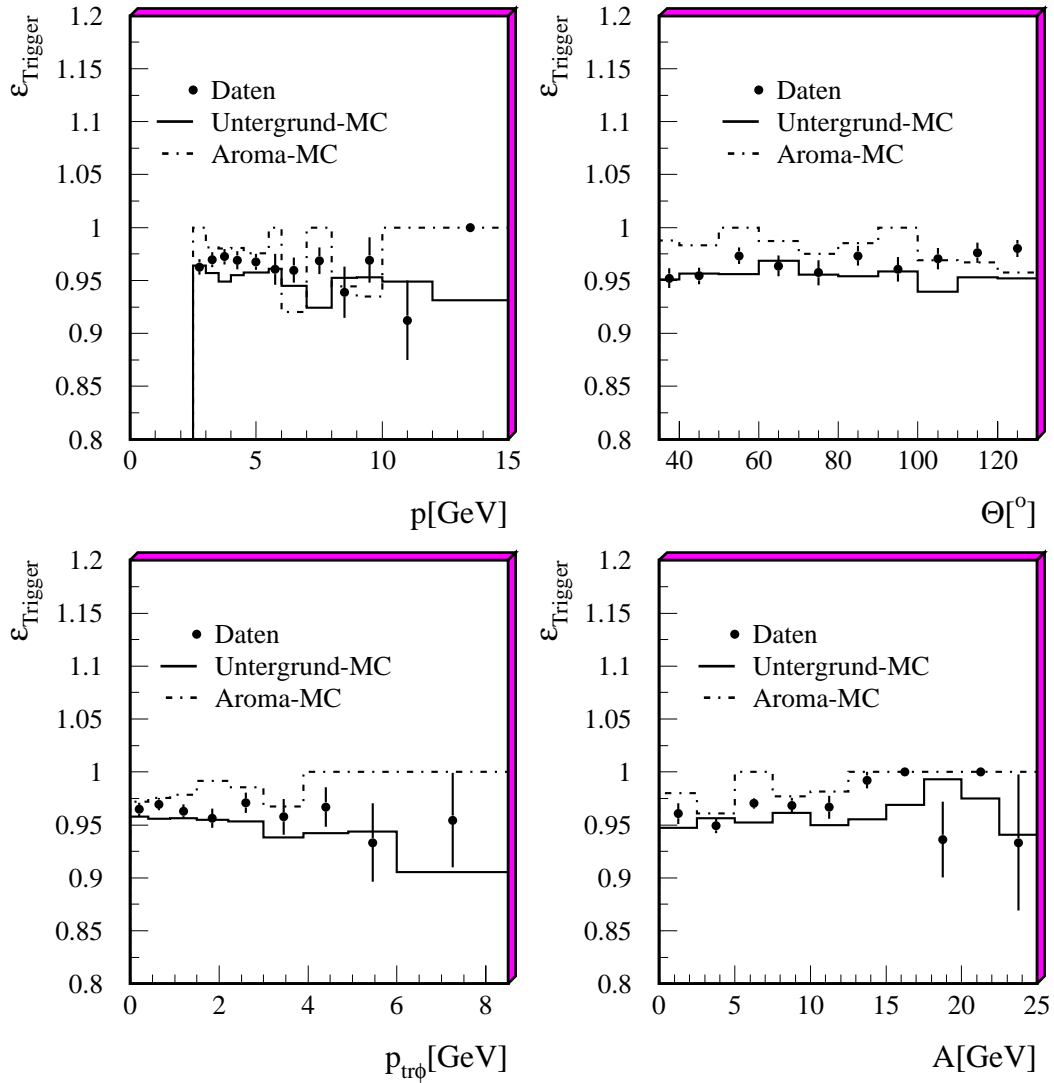 ε_Trigger
1.2
1.15
1.1
1.05
1
0.95
0.9
0.85
0.8
Daten
Untergrund-MC
Aroma-MC
0 5 10 15
p[GeV]
ε_Trigger
1.2
1.15
1.1
1.05
1
0.95
0.9
0.85
0.8
Daten
Untergrund-MC
Aroma-MC
40 60 80 100 120
Θ[°]
ε_Trigger
1.2
1.15
1.1
1.05
1
0.95
0.9
0.85
0.8
Daten
Untergrund-MC
Aroma-MC
0 2 4 6 8
p_trϕ[GeV]
ε_Trigger
1.2
1.15
1.1
1.05
1
0.95
0.9
0.85
0.8
Daten
Untergrund-MC
Aroma-MC
0 5 10 15 20 25
A[GeV]